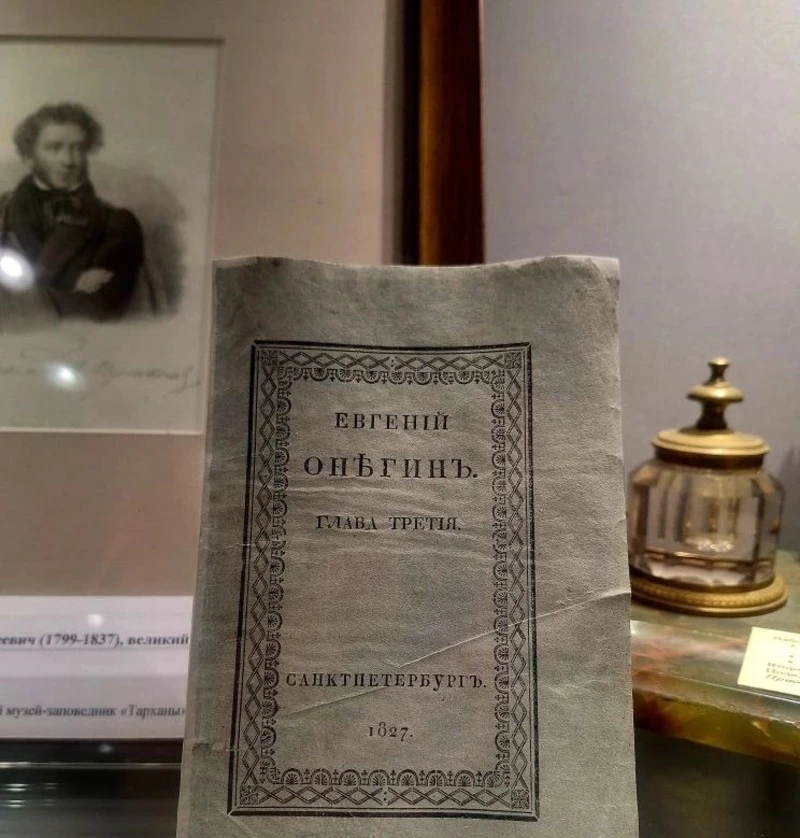 ЕВГЕНІЙ
ОНѢГИНЪ.
ГЛАВА ТРЕТІЯ.
САНКТПЕТЕРБУРГЪ.
1827.
евич (1799-1837), великий
й музей-заповедник «Тарханы»